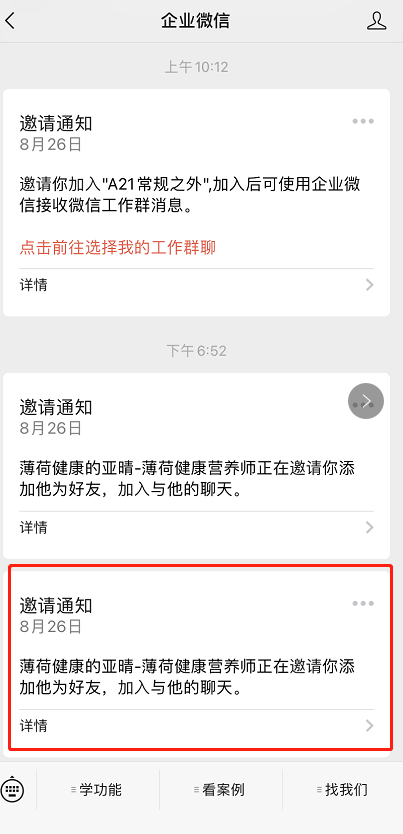 企业微信
上午10:12
邀请通知
8月26日
邀请你加入"A21常规之外",加入后可使用企业微
信接收微信工作群消息。
点击前往选择我的工作群聊
详情
下午6:52
邀请通知
8月26日
薄荷健康的亚晴-薄荷健康营养师正在邀请你添
加他为好友，加入与他的聊天。
详情
邀请通知
8月26日
薄荷健康的亚晴-薄荷健康营养师正在邀请你添
加他为好友，加入与他的聊天。
详情
学功能
看案例
找我们